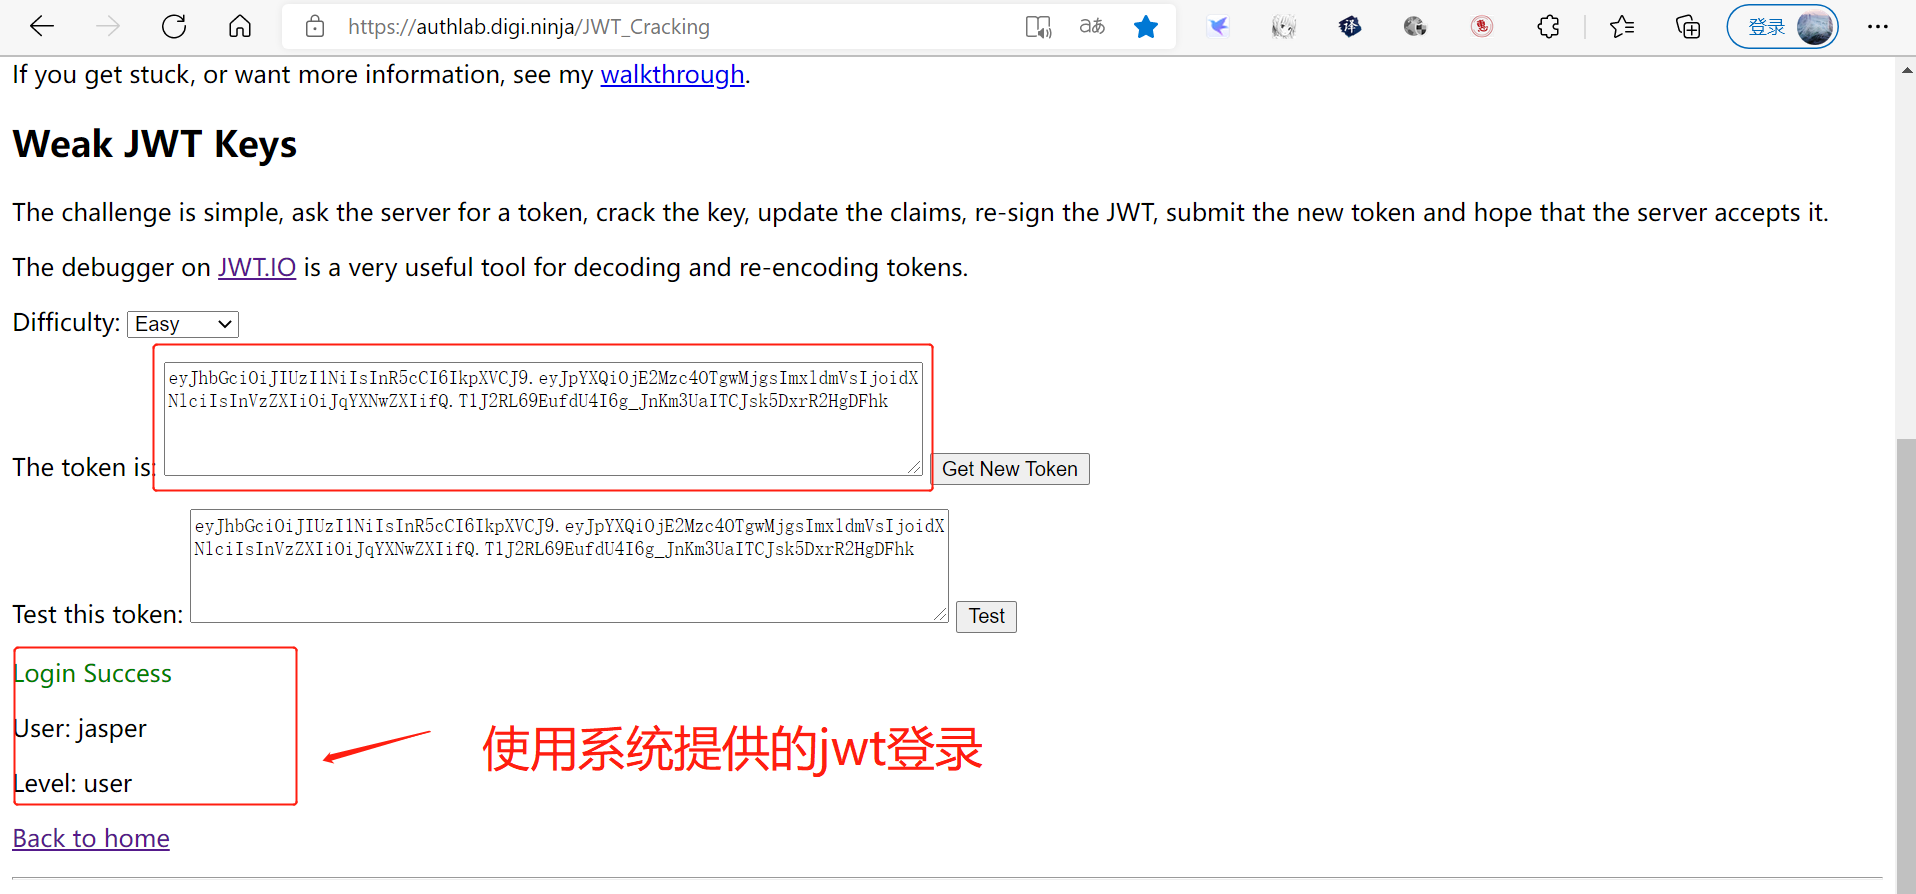 https://authlab.digi.ninja/JWT_Cracking
登录
If you get stuck, or want more information, see my walkthrough.
Weak JWT Keys
The challenge is simple, ask the server for a token, crack the key, update the claims, re-sign the JWT, submit the new token and hope that the server accepts it.
The debugger on JWT.IO is a very useful tool for decoding and re-encoding tokens.
Difficulty: Easy
eyJhbGciOiJIUzI1NiIsInR5cCI6IkpXVCJ9.eyJpYXQiOjE2Mzc4OTgwMjgsImxldmVsIjoidX
NlciIsInVzZXIiOiJqYXNwZXIifQ.T1J2RL69EufdU4I6g_JnKm3UaITCJsk5DxrR2HgDFhk
The token is:
Get New Token
eyJhbGciOiJIUzI1NiIsInR5cCI6IkpXVCJ9.eyJpYXQiOjE2Mzc4OTgwMjgsImxldmVsIjoidX
NlciIsInVzZXIiOiJqYXNwZXIifQ.T1J2RL69EufdU4I6g_JnKm3UaITCJsk5DxrR2HgDFhk
Test this token:
Test
Login Success
User: jasper
使用系统提供的jwt登录
Level: user
Back to home